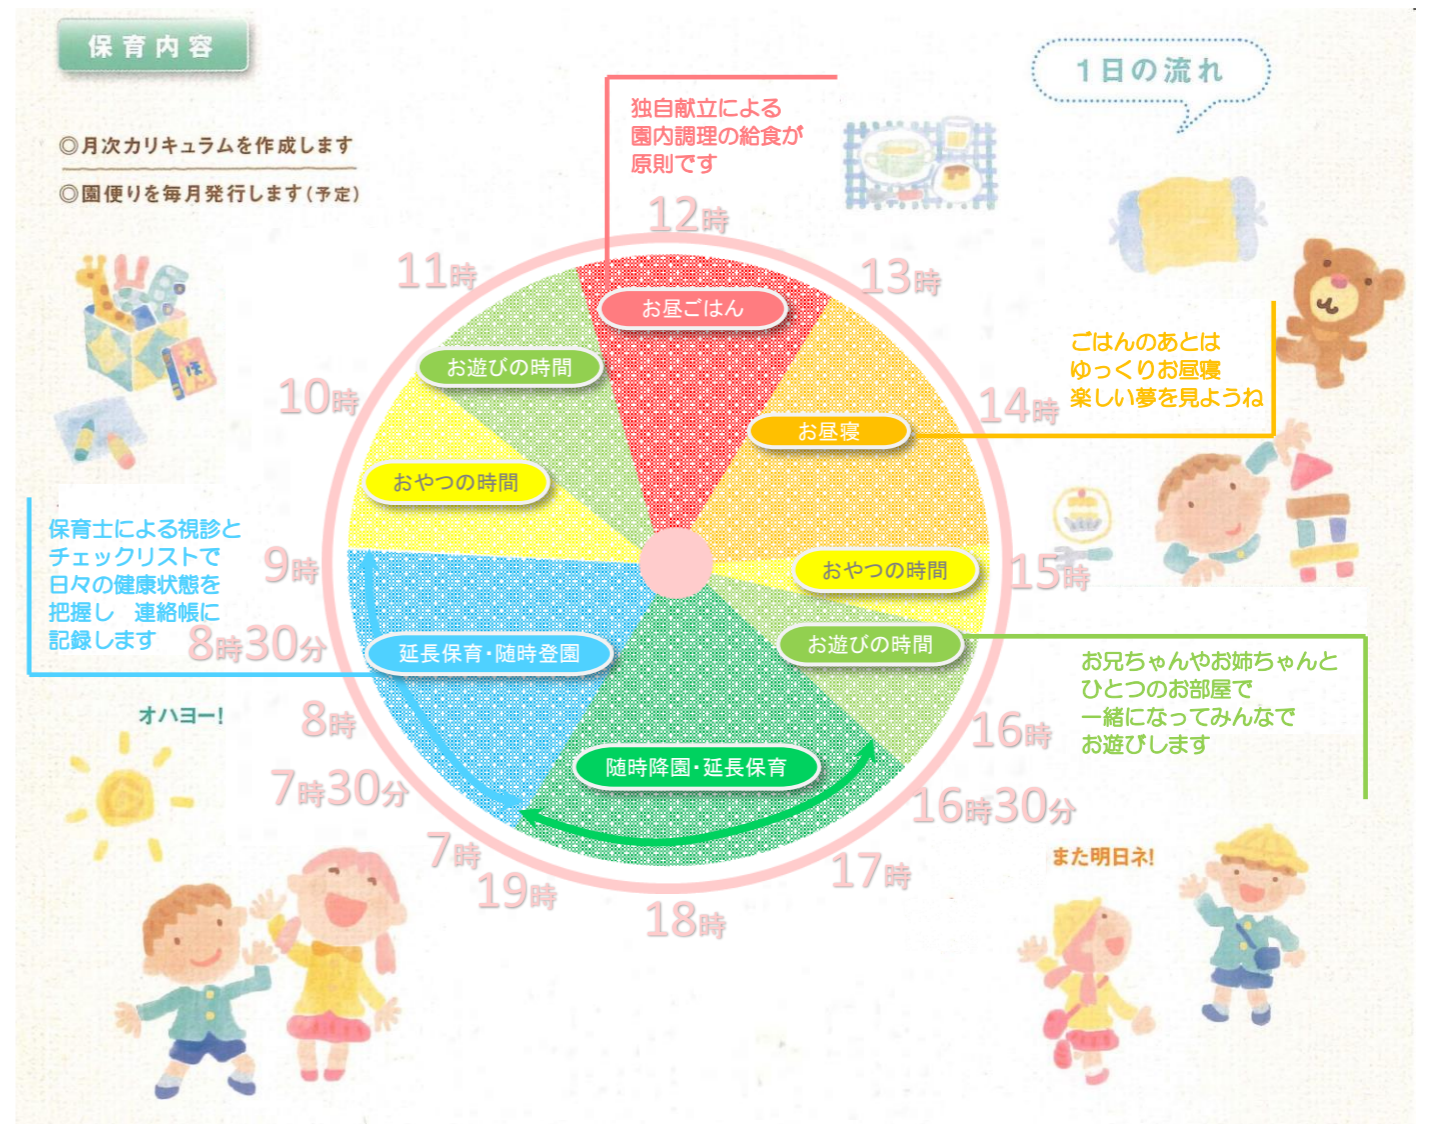 保育内容
1日の流れ
◎月次カリキュラムを作成します
◎園便りを毎月発行します(予定)
独自献立による
園内調理の給食が
原則です
12時
13時
14時
15時
16時
16時30分
17時
18時
19時
7時
7時30分
8時
8時30分
9時
10時
11時
お昼ごはん
お昼寝
おやつの時間
お遊びの時間
随時降園・延長保育
延長保育・随時登園
おやつの時間
お遊びの時間
ごはんのあとは
ゆっくりお昼寝
楽しい夢を見ようね
保育士による視診と
チェックリストで
日々の健康状態を
把握し 連絡帳に
記録します
お兄ちゃんやお姉ちゃんと
ひとつのお部屋で
一緒になってみんなで
お遊びします
オハヨー!
また明日ネ!